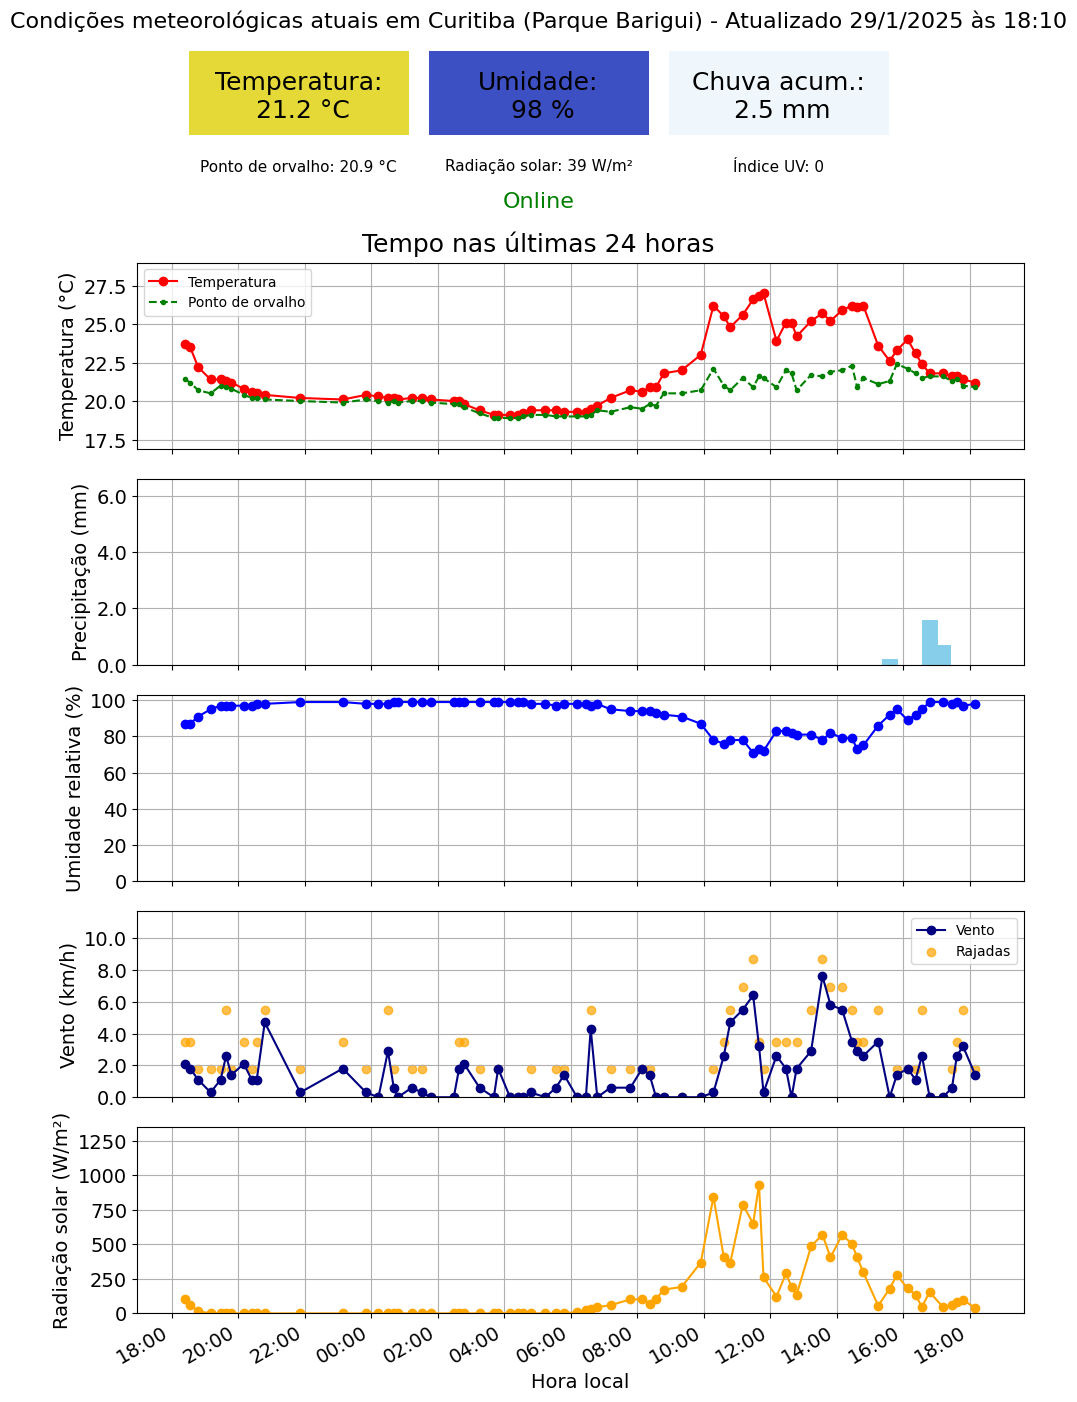 Condições meteorológicas atuais em Curitiba (Parque Barigui) - Atualizado 29/1/2025 às 18:10
Temperatura:
21.2 °C
Umidade:
98 %
Chuva acum.:
2.5 mm
Ponto de orvalho: 20.9 °C
Radiação solar: 39 W/m²
Índice UV: 0
Online
Tempo nas últimas 24 horas
Temperatura (°C)
27.5
25.0
22.5
20.0
17.5
Temperatura
Ponto de orvalho
Precipitação (mm)
6.0
4.0
2.0
0.0
Umidade relativa (%)
100
80
60
40
20
0
Vento (km/h)
10.0
8.0
6.0
4.0
2.0
0.0
Vento
Rajadas
Radiação solar (W/m²)
1250
1000
750
500
250
0
18:00
20:00
22:00
00:00
02:00
04:00
06:00
08:00
10:00
12:00
14:00
16:00
18:00
Hora local